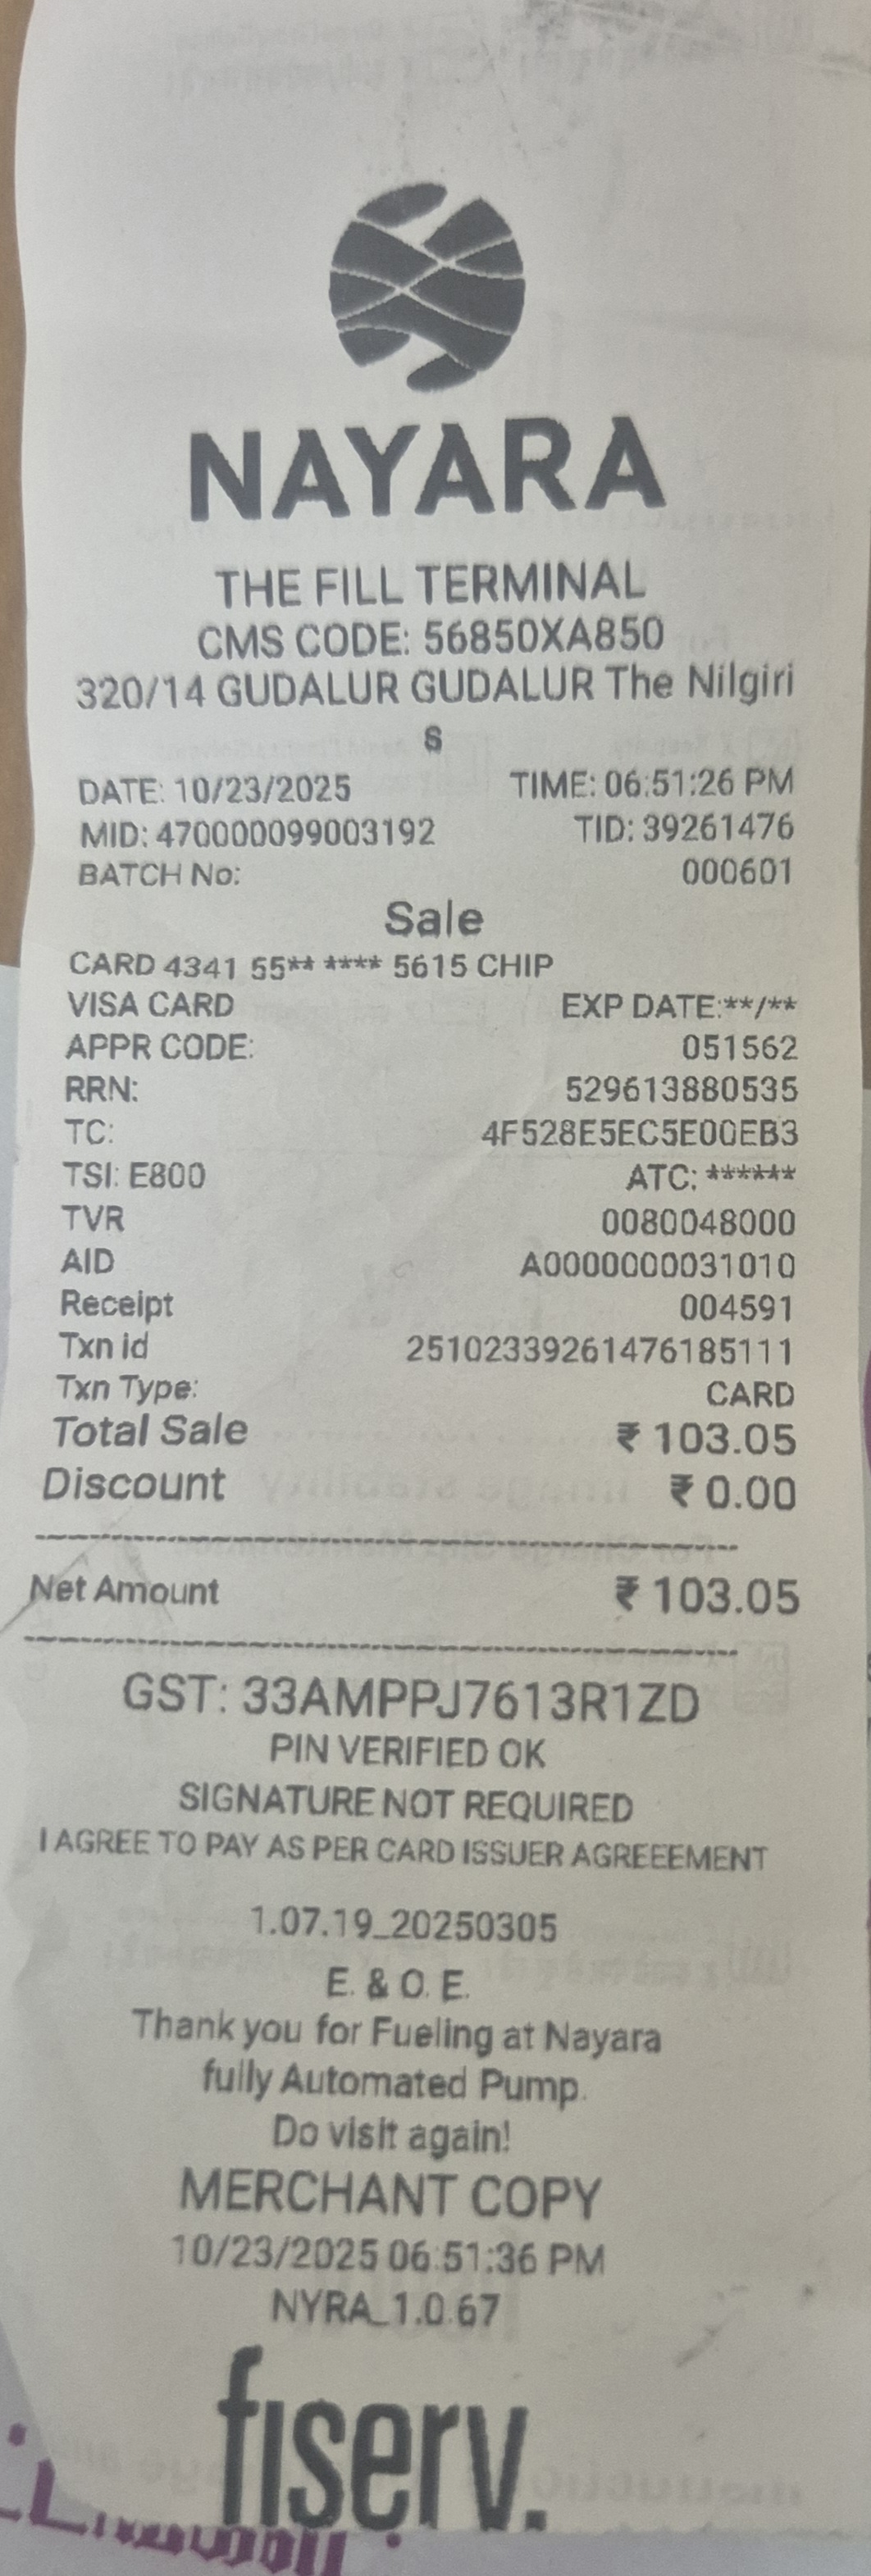 NAYARA
THE FILL TERMINAL
CMS CODE: 56850XA850
320/14 GUDALUR GUDALUR The Nilgiri
s
DATE: 10/23/2025 TIME: 06:51:26 PM
MID: 470000099003192 TID: 39261476
BATCH No: 000601
Sale
CARD 4341 55** **** 5615 CHIP
VISA CARD EXP DATE:**/**
APPR CODE: 051562
RRN: 529613880535
TC: 4F528E5EC5E00EB3
TSI: E800 ATC: ******
TVR 0080048000
AID A0000000031010
Receipt 004591
Txn id 25102339261476185111
Txn Type: CARD
Total Sale ₹ 103.05
Discount ₹ 0.00
Net Amount ₹ 103.05
GST: 33AMPPJ7613R1ZD
PIN VERIFIED OK
SIGNATURE NOT REQUIRED
I AGREE TO PAY AS PER CARD ISSUER AGREEEMENT
1.07.19_20250305
E. & O. E.
Thank you for Fueling at Nayara
fully Automated Pump.
Do visit again!
MERCHANT COPY
10/23/2025 06:51:36 PM
NYRA_1.0.67
fiserv.